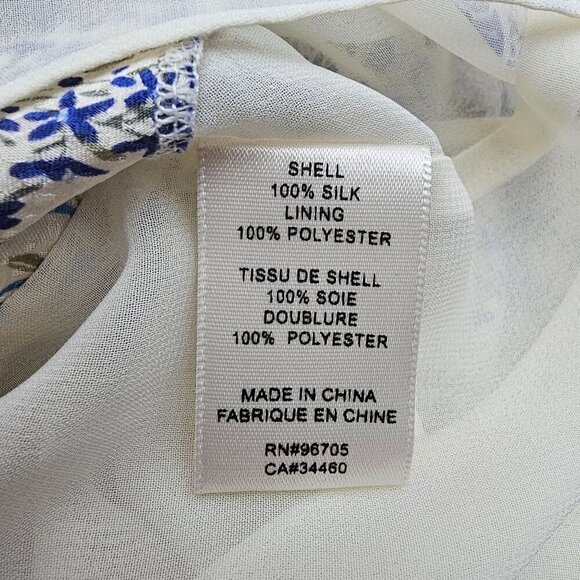 SHELL
100% SILK
LINING
100% POLYESTER
TISSU DE SHELL
100% SOIE
DOUBLURE
100% POLYESTER
MADE IN CHINA
FABRIQUE EN CHINE
RN#96705
CA#34460